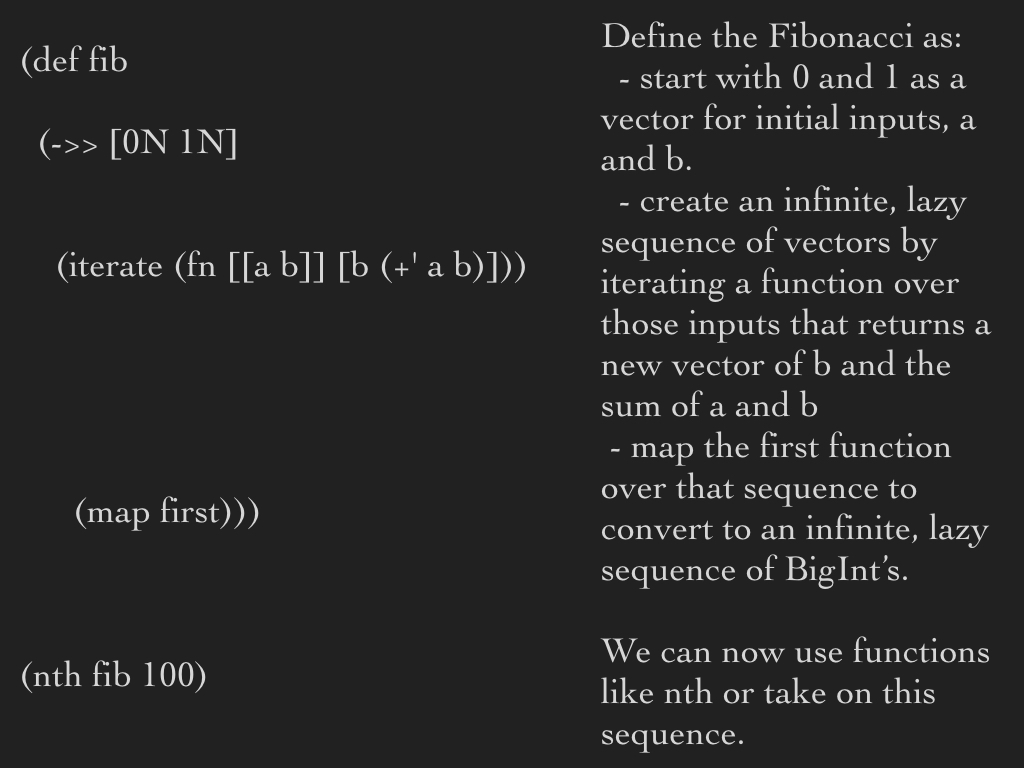 (def fib
(->> [0N 1N]
(iterate (fn [[a b]] [b (+' a b)]))
(map first)))
(nth fib 100)
Define the Fibonacci as:
- start with 0 and 1 as a
vector for initial inputs, a
and b.
- create an infinite, lazy
sequence of vectors by
iterating a function over
those inputs that returns a
new vector of b and the
sum of a and b
- map the first function
over that sequence to
convert to an infinite, lazy
sequence of BigInt’s.
We can now use functions
like nth or take on this
sequence.